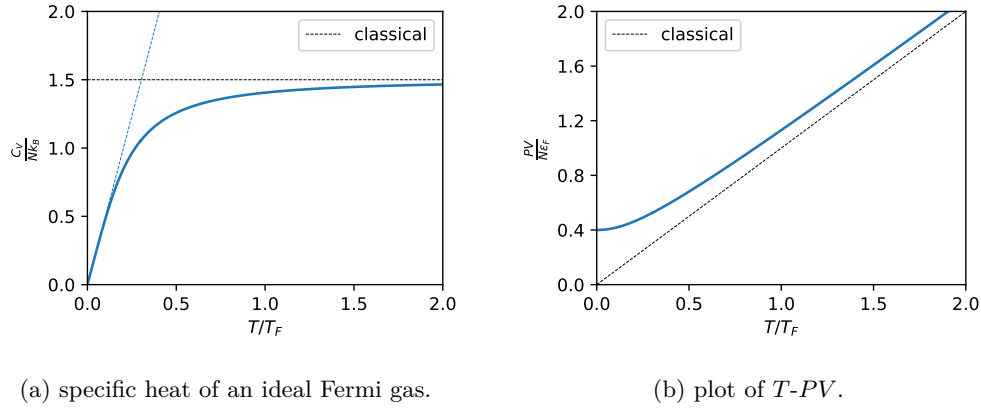 2.0
1.5
1.0
0.5
0.0
C_V / Nk_B
0.0 0.5 1.0 1.5 2.0
T/T_F
classical
(a) specific heat of an ideal Fermi gas.
2.0
1.6
1.2
0.8
0.4
0.0
PV / Nε_F
0.0 0.5 1.0 1.5 2.0
T/T_F
classical
(b) plot of T-PV.